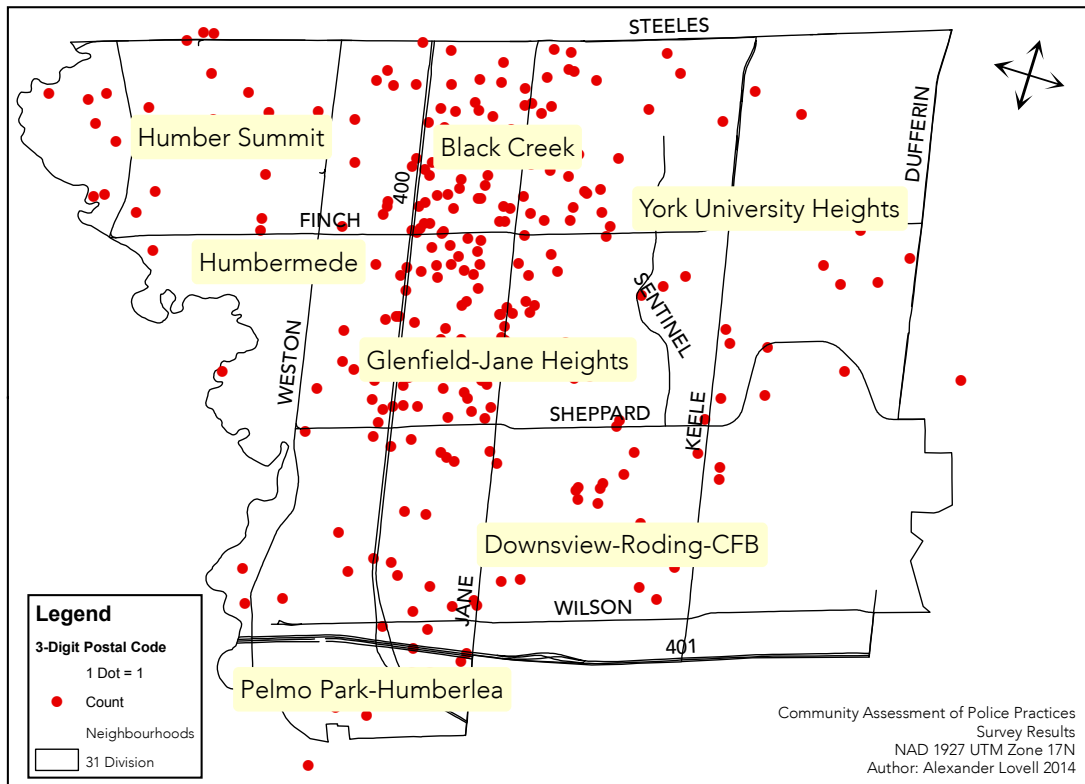 STEELES
DUFFERIN
Humber Summit
Black Creek
400
York University Heights
FINCH
Humbermede
SENTINEL
WESTON
Glenfield-Jane Heights
SHEPPARD
KEELE
Downsview-Roding-CFB
JANE
WILSON
401
Pelmo Park-Humberlea
Legend
3-Digit Postal Code
1 Dot = 1
Count
Neighbourhoods
31 Division
Community Assessment of Police Practices
Survey Results
NAD 1927 UTM Zone 17N
Author: Alexander Lovell 2014